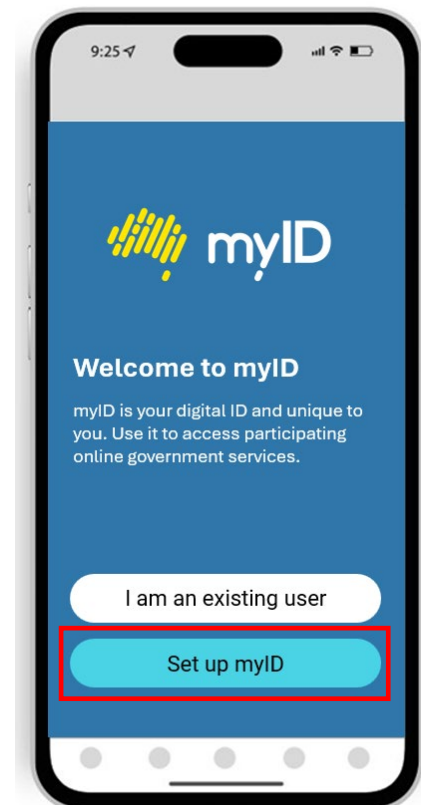 9:25
myID
Welcome to myID
myID is your digital ID and unique to
you. Use it to access participating
online government services.
I am an existing user
Set up myID